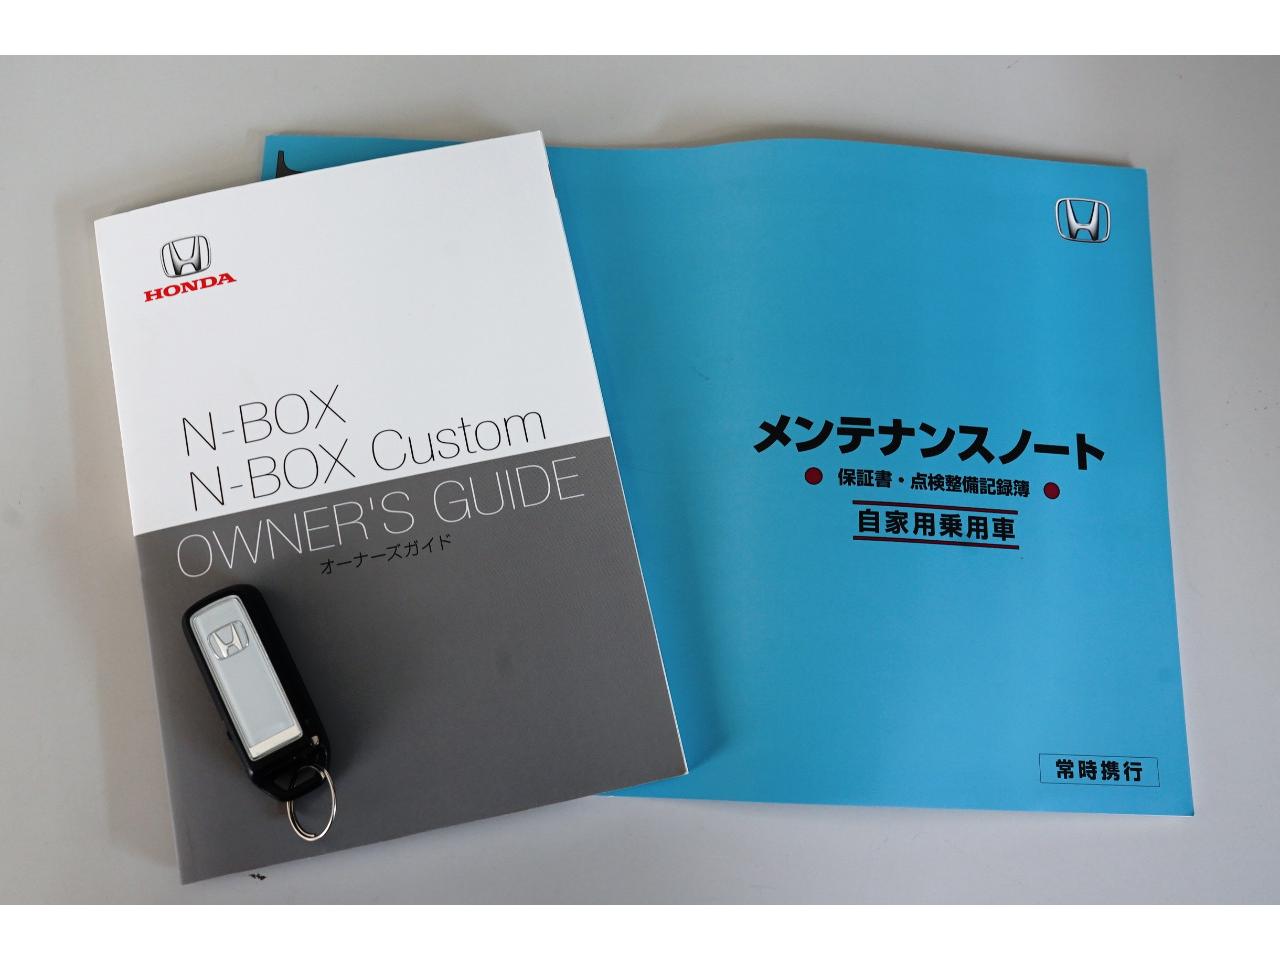 HONDA
N-BOX
N-BOX Custom
OWNER'S GUIDE
オーナーズガイド
メンテナンスノート
● 保証書・点検整備記録簿 ●
自家用乗用車
常時携行